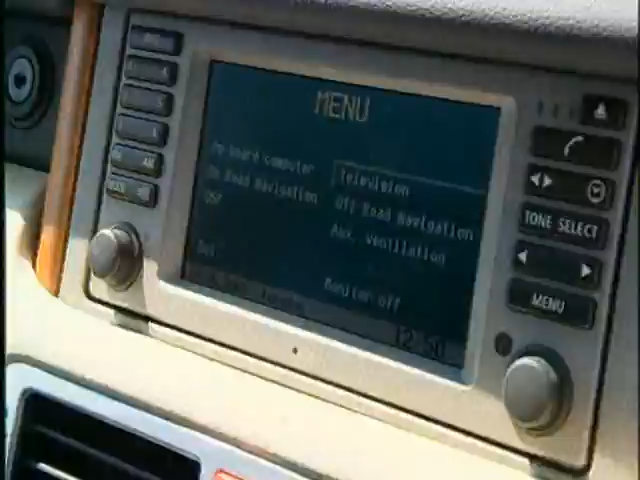 MENU
On board computer
Television
On Road Navigation
Off Road Navigation
DSP
Aux. ventilation
Monitor off
12:50
TONE SELECT
MENU